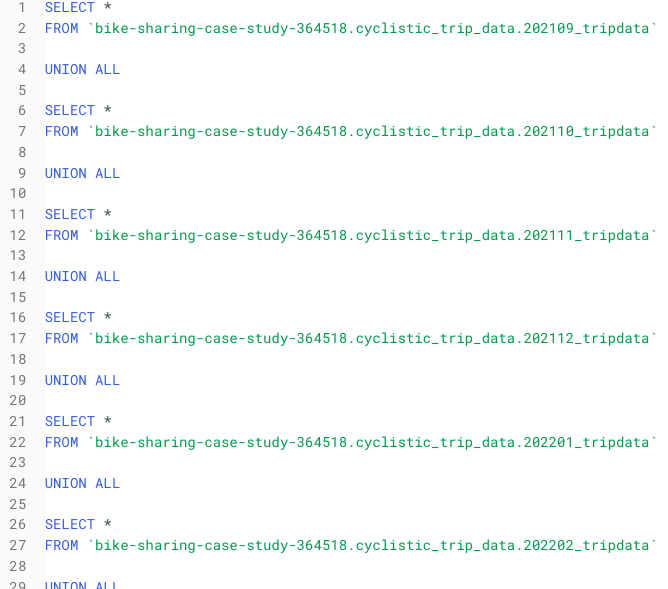 1 SELECT *
2 FROM `bike-sharing-case-study-364518.cyclistic_trip_data.202109_tripdata`
3
4 UNION ALL
5
6 SELECT *
7 FROM `bike-sharing-case-study-364518.cyclistic_trip_data.202110_tripdata`
8
9 UNION ALL
10
11 SELECT *
12 FROM `bike-sharing-case-study-364518.cyclistic_trip_data.202111_tripdata`
13
14 UNION ALL
15
16 SELECT *
17 FROM `bike-sharing-case-study-364518.cyclistic_trip_data.202112_tripdata`
18
19 UNION ALL
20
21 SELECT *
22 FROM `bike-sharing-case-study-364518.cyclistic_trip_data.202201_tripdata`
23
24 UNION ALL
25
26 SELECT *
27 FROM `bike-sharing-case-study-364518.cyclistic_trip_data.202202_tripdata`
28
29 UNION ALL